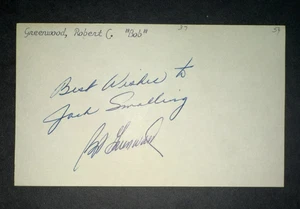 Greenwood, Robert C. "Bob"
Best Wishes to
Jack Smalling
Bob Greenwood